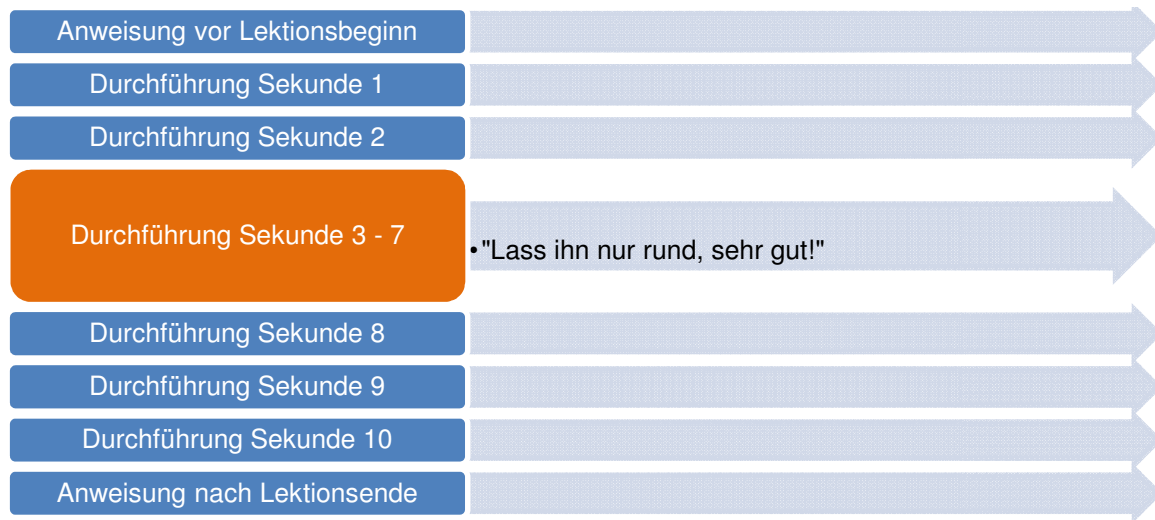 Anweisung vor Lektionsbeginn
Durchführung Sekunde 1
Durchführung Sekunde 2
Durchführung Sekunde 3 - 7
•"Lass ihn nur rund, sehr gut!"
Durchführung Sekunde 8
Durchführung Sekunde 9
Durchführung Sekunde 10
Anweisung nach Lektionsende